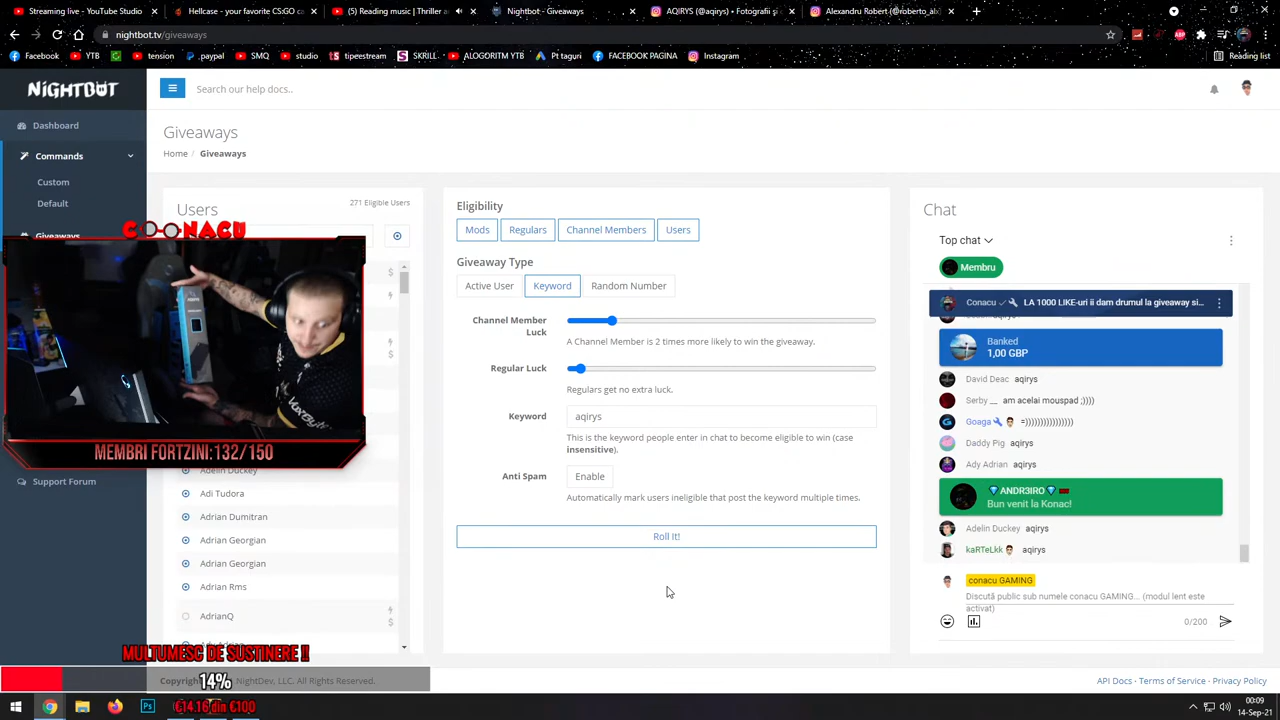 Streaming - YouTube Studio
Hellcase - Following CSGO c
(5) Reading music | Thriller ar
Nightbot - Giveaway
AQIRYS (@aqirys) • Fotografii ș
Alexandru Robert (@roberto_al
nightbot.tv/giveaways
Facebook
YTB
tension
.paypal
SMQ
studio
tipeestream
SKRILL
ALOGORITM YTB
Pt taguri
FACEBOOK PAGINA
Instagram
Reading list
NIGHTBOT
Search our help docs..
Dashboard
Commands
Custom
Default
Giveaways
Support Forum
Giveaways
Home / Giveaways
Users
271 Eligible Users
COONACU
MEMBRI FORTZINI:132/150
Adelin Duckey
Adi Tudora
Adrian Dumitran
Adrian Georgian
Adrian Georgian
Adrian Rms
AdrianQ
Ady Adrian
MULTUMESC DE SUSTINERE !!
14%
€14.16 din €100
Eligibility
Mods
Regulars
Channel Members
Users
Giveaway Type
Active User
Keyword
Random Number
Channel Member Luck
A Channel Member is 2 times more likely to win the giveaway.
Regular Luck
Regulars get no extra luck.
Keyword
aqirys
This is the keyword people enter in chat to become eligible to win (case
insensitive).
Anti Spam
Enable
Automatically mark users ineligible that post the keyword multiple times.
Roll It!
Chat
Top chat
Membru
Conacu LA 1000 LIKE-uri ii dam drumul la giveaway si...
Banked
1,00 GBP
David Deac aqirys
Serby __ am acelai mouspad ;))))
Goaga =)))))))))))))))))
Daddy Pig aqirys
Ady Adrian aqirys
ANDR3IRO
Bun venit la Konac!
Adelin Duckey aqirys
kaRTeLkk aqirys
conacu GAMING
Discută public sub numele conacu GAMING... (modul lent este
activat)
0/200
NightDev, LLC. All Rights Reserved.
API Docs - Terms of Service - Privacy Policy
00:09
14-Sep-21